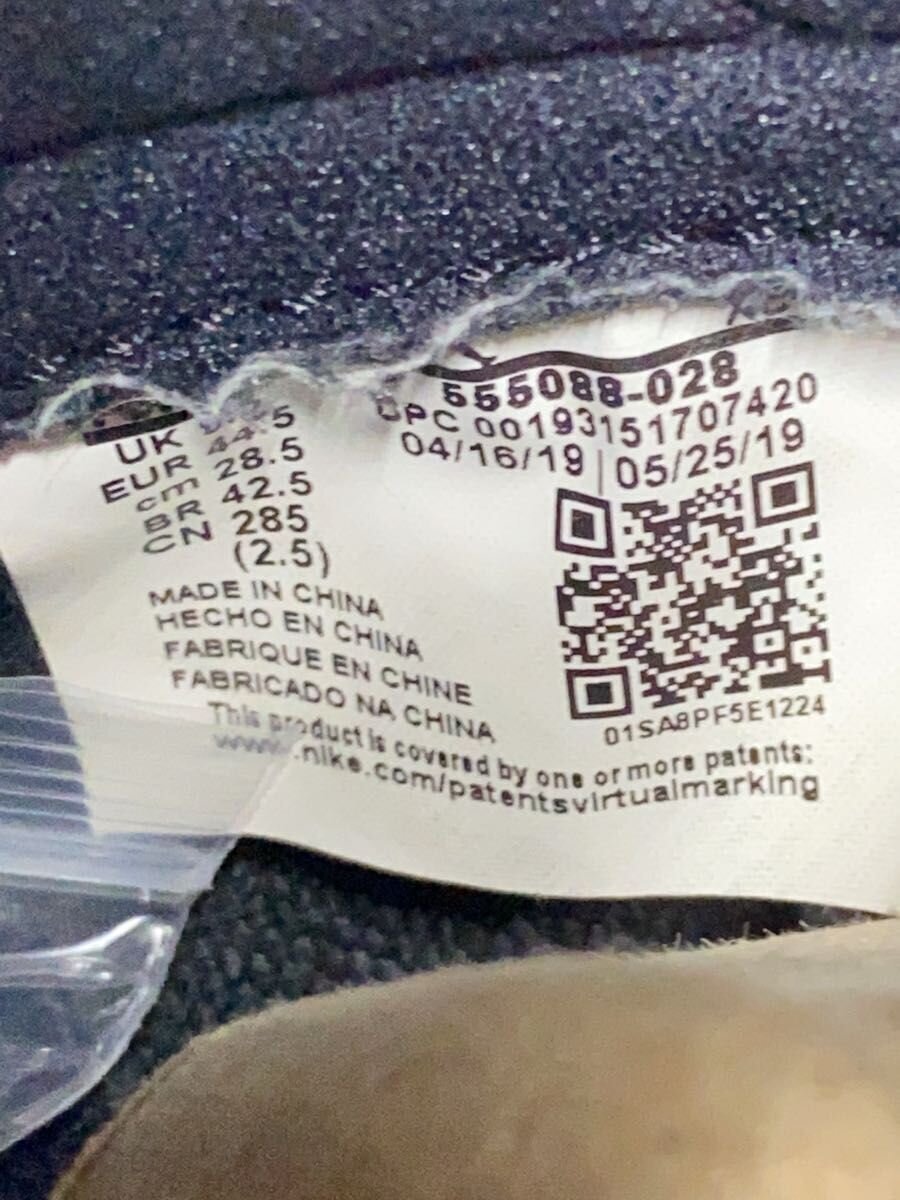 UK
EUR 44.5
cm 28.5
BR 42.5
CN 285
(2.5)
MADE IN CHINA
HECHO EN CHINA
FABRIQUE EN CHINE
FABRICADO NA CHINA
555088-028
UPC 00193151707420
04/16/19 | 05/25/19
01SA8PF5E1224
This product is covered by one or more patents:
www.nike.com/patentsvirtualmarking